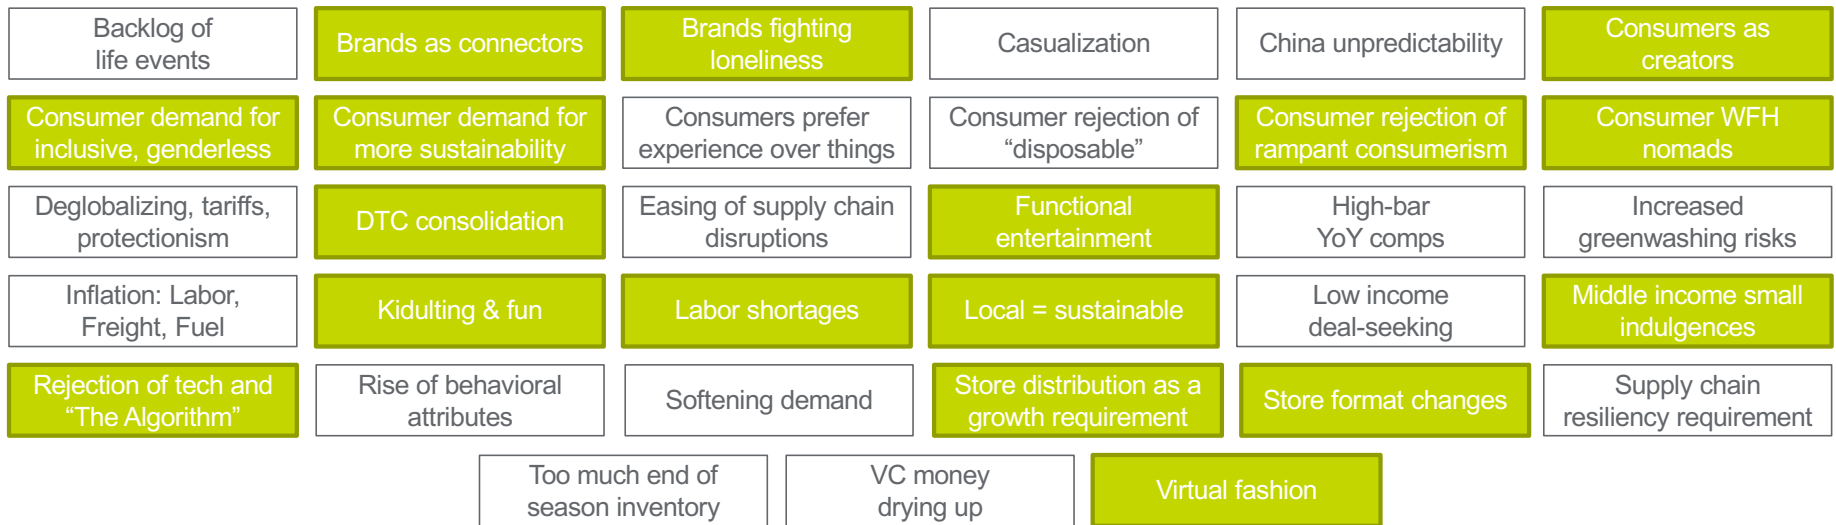 Backlog of
life events
Brands as connectors
Brands fighting
loneliness
Casualization
China unpredictability
Consumers as
creators
Consumer demand for
inclusive, genderless
Consumer demand for
more sustainability
Consumers prefer
experience over things
Consumer rejection of
“disposable”
Consumer rejection of
rampant consumerism
Consumer WFH
nomads
Deglobalizing, tariffs,
protectionism
DTC consolidation
Easing of supply chain
disruptions
Functional
entertainment
High-bar
YoY comps
Increased
greenwashing risks
Inflation: Labor,
Freight, Fuel
Kidulting & fun
Labor shortages
Local = sustainable
Low income
deal-seeking
Middle income small
indulgences
Rejection of tech and
“The Algorithm”
Rise of behavioral
attributes
Softening demand
Store distribution as a
growth requirement
Store format changes
Supply chain
resiliency requirement
Too much end of
season inventory
VC money
drying up
Virtual fashion